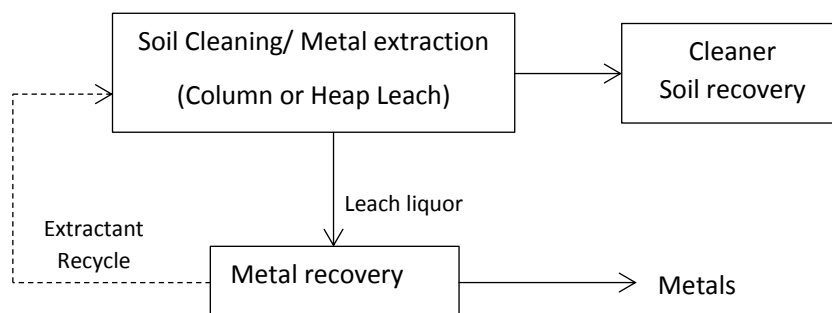 Soil Cleaning/ Metal extraction
(Column or Heap Leach)
Cleaner
Soil recovery
Leach liquor
Extractant
Recycle
Metal recovery
Metals